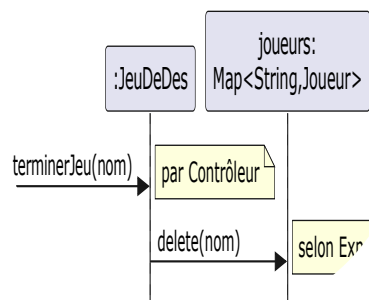 joueurs:
:JeuDeDes
Map<String,Joueur>
terminerJeu(nom)
par Contrôleur
delete(nom)
selon